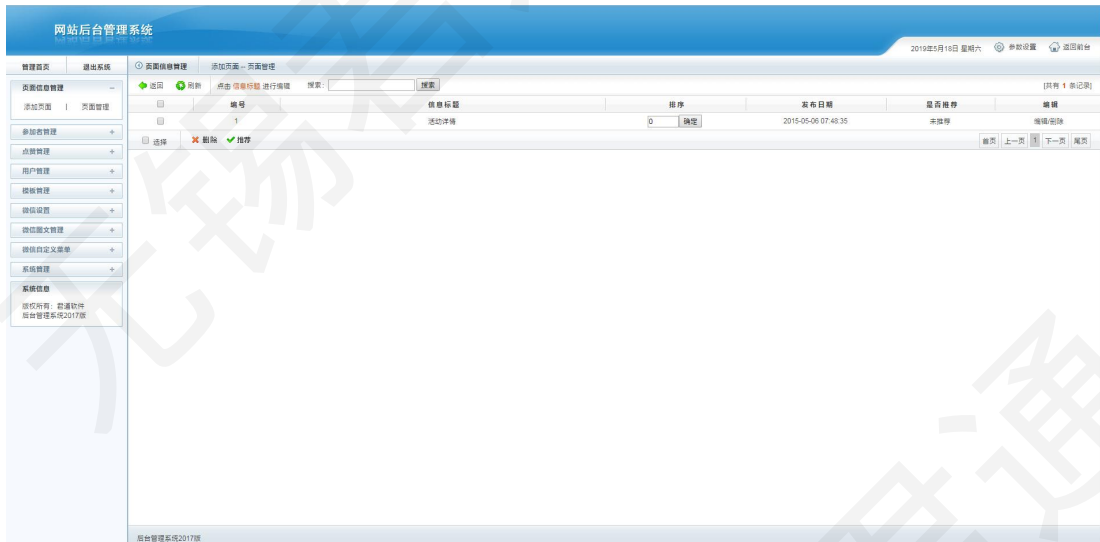 网站后台管理系统
2019年5月18日 星期六 参数设置 返回前台
管理首页 退出系统
页面信息管理 添加页面 -- 页面管理
页面信息管理 −
添加页面 | 页面管理
参加者管理 +
点赞管理 +
用户管理 +
模板管理 +
微信设置 +
微信图文管理 +
微信自定义菜单 +
系统管理 +
系统信息
版权所有：君通软件
后台管理系统2017版
返回 刷新 点击 信息标题 进行编辑 搜索: 搜索 [共有 1 条记录]
编号 信息标题 排序 发布日期 是否推荐 编辑
1 活动详情 0 确定 2015-05-06 07:48:35 未推荐 编辑/删除
选择 删除 推荐 首页 上一页 1 下一页 尾页
后台管理系统2017版
无锡君通